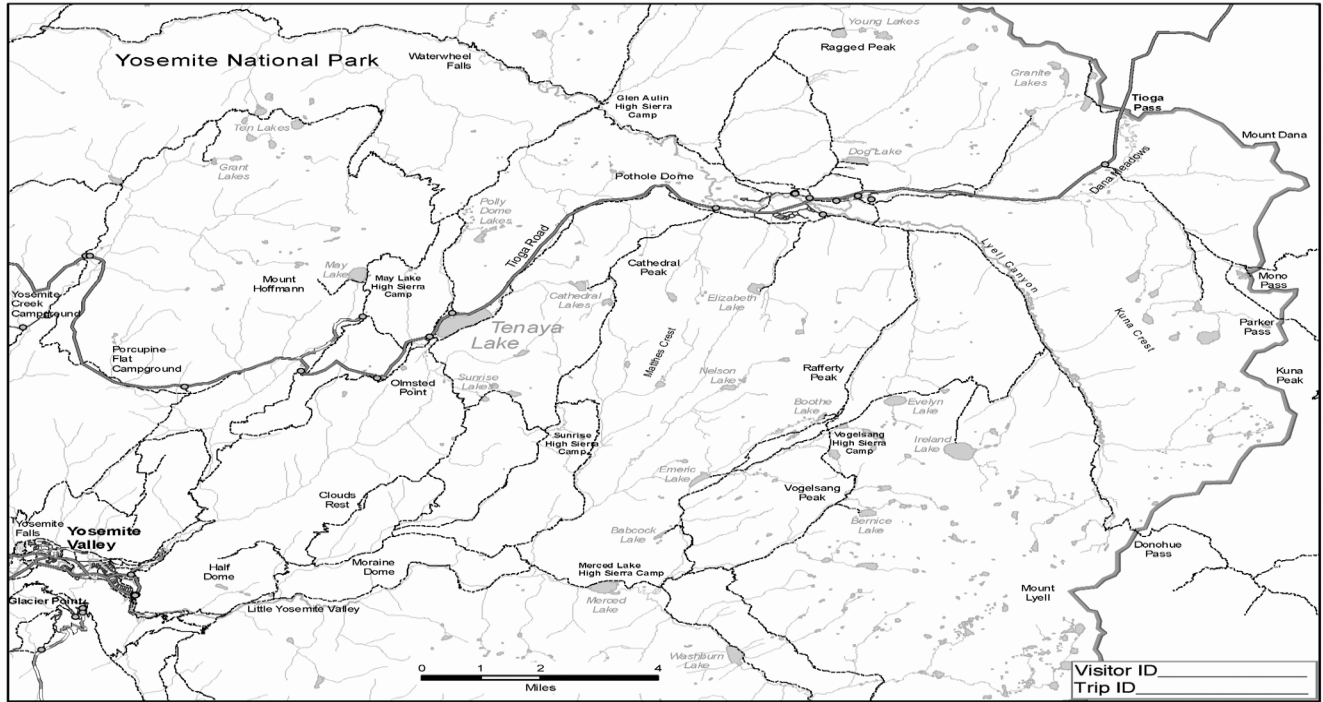 Yosemite National Park
Waterwheel
Falls
Young Lakes
Ragged Peak
Granite
Lakes
Glen Aulin
High Sierra
Camp
Tioga
Pass
Mount Dana
Ten Lakes
Grant
Lakes
Dog Lake
Pothole Dome
Dana Meadows
Polly
Dome
Lakes
Tioga Road
Lyell Canyon
May
Lake
Mount
Hoffmann
May Lake
High Sierra
Camp
Cathedral
Peak
Cathedral
Lakes
Elizabeth
Lake
Mono
Pass
Yosemite
Creek
Campground
Tenaya
Lake
Kuna Crest
Parker
Pass
Matthes Crest
Porcupine
Flat
Campground
Olmsted
Point
Sunrise
Lakes
Nelson
Lake
Rafferty
Peak
Kuna
Peak
Boothe
Lake
Evelyn
Lake
Sunrise
High Sierra
Camp
Vogelsang
High Sierra
Camp
Ireland
Lake
Emeric
Lake
Vogelsang
Peak
Clouds
Rest
Bernice
Lake
Yosemite
Falls
Yosemite
Valley
Babcock
Lake
Donohue
Pass
Half
Dome
Moraine
Dome
Merced Lake
High Sierra Camp
Merced
Lake
Mount
Lyell
Glacier Point
Little Yosemite Valley
Washburn
Lake
0 1 2 4
Miles
Visitor ID
Trip ID